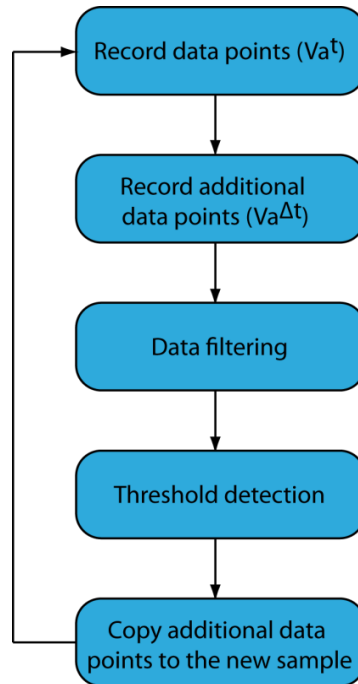 Record data points (Vaᵗ)
Record additional
data points (Va^Δt)
Data filtering
Threshold detection
Copy additional data
points to the new sample